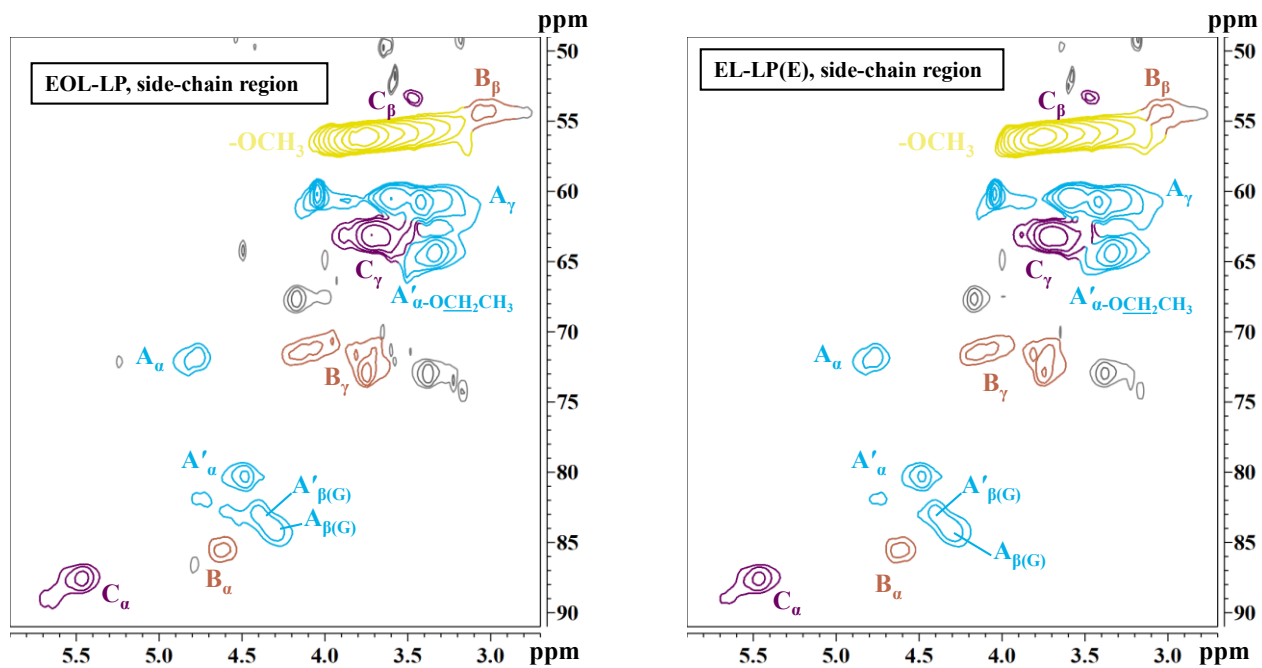 ppm
EOL-LP, side-chain region
Bβ
Cβ
-OCH3
Aγ
Cγ
A′α-OCH2CH3
Aα
Bγ
A′α
A′β(G)
Aβ(G)
Bα
Cα
50
55
60
65
70
75
80
85
90
5.5 5.0 4.5 4.0 3.5 3.0 ppm
ppm
EL-LP(E), side-chain region
Bβ
Cβ
-OCH3
Aγ
Cγ
A′α-OCH2CH3
Aα
Bγ
A′α
A′β(G)
Aβ(G)
Bα
Cα
50
55
60
65
70
75
80
85
90
5.5 5.0 4.5 4.0 3.5 3.0 ppm